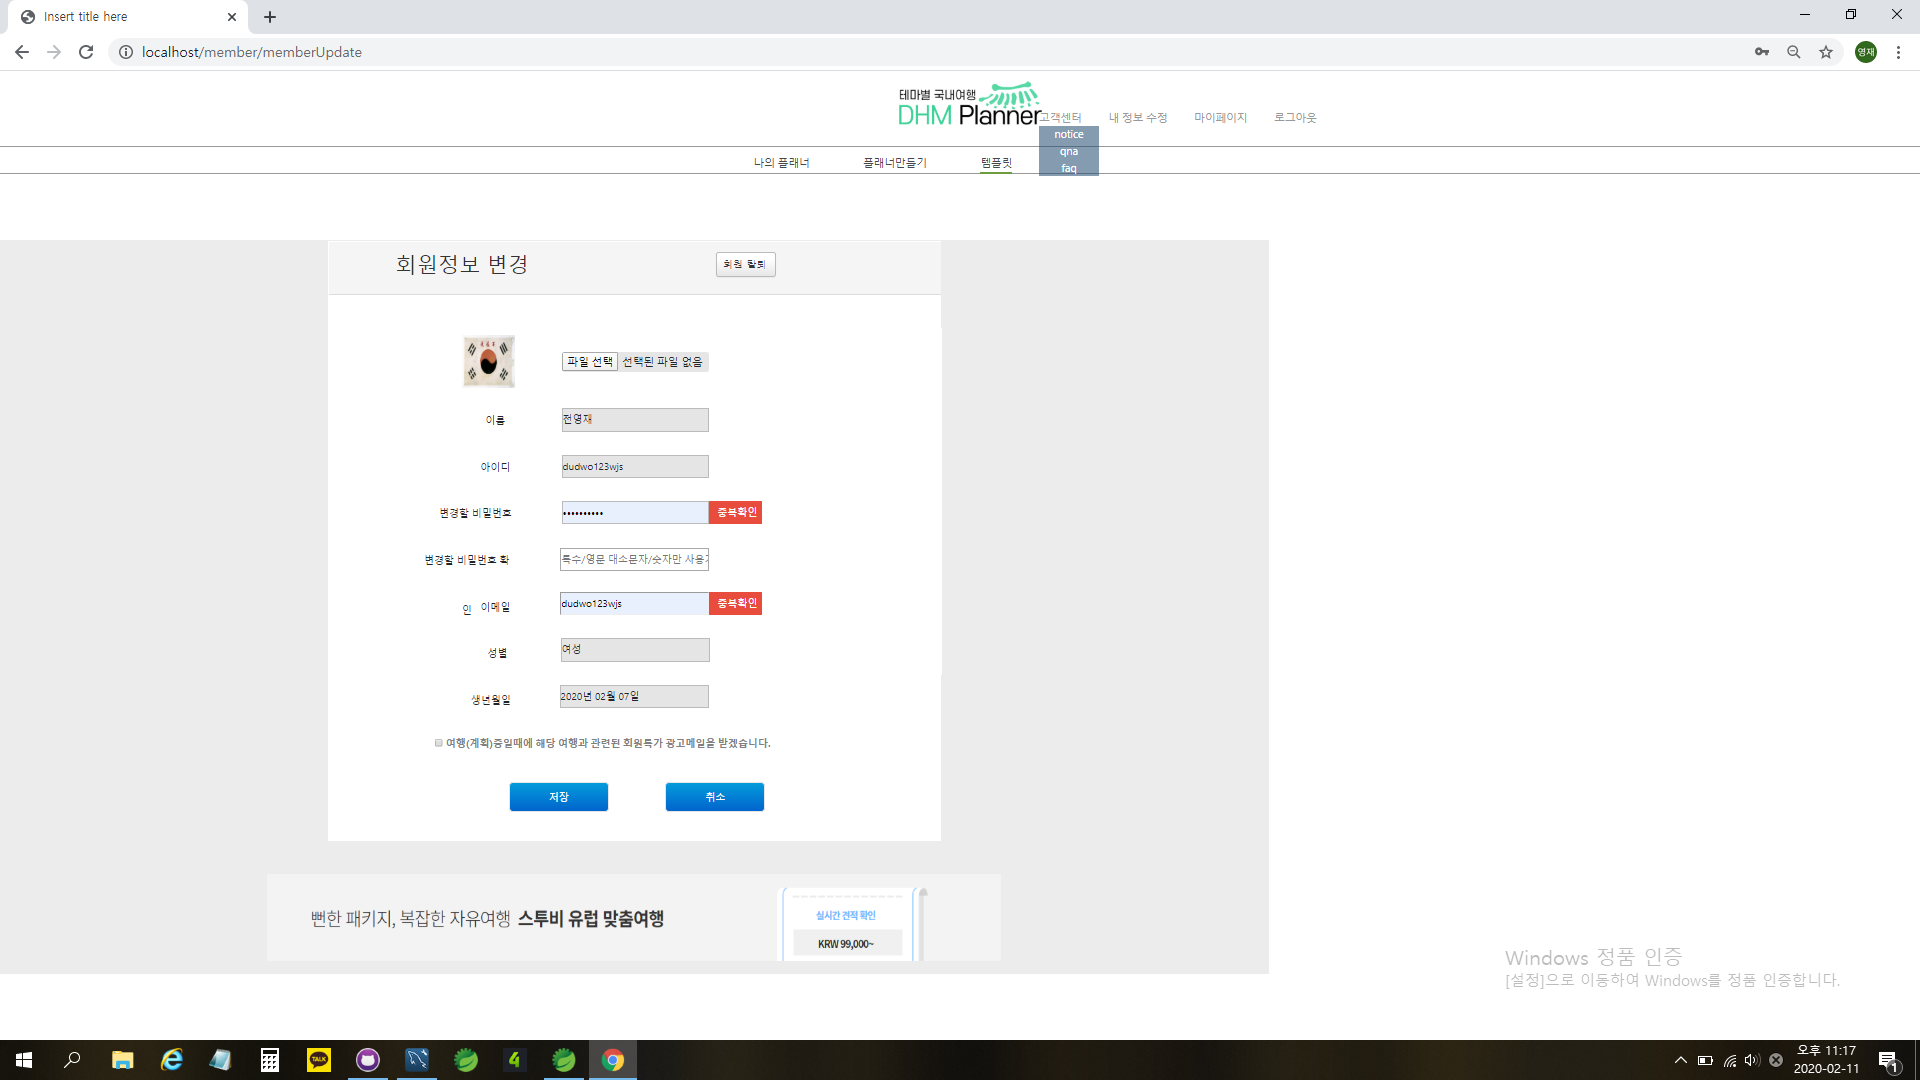 Insert title here
localhost/member/memberUpdate
영재
테마별 국내여행
DHM Planner
고객센터 내 정보 수정 마이페이지 로그아웃
notice
qna
faq
나의 플래너 플래너만들기 템플릿
회원정보 변경 회원 탈퇴
파일 선택 선택된 파일 없음
이름 전영재
아이디 dudwo123wjs
변경할 비밀번호 •••••••••• 중복확인
변경할 비밀번호 확 특수/영문 대소문자/숫자만 사용가
인 이메일 dudwo123wjs 중복확인
성별 여성
생년월일 2020년 02월 07일
여행(계획)중일때에 해당 여행과 관련된 회원특가 광고메일을 받겠습니다.
저장 취소
뻔한 패키지, 복잡한 자유여행 스투비 유럽 맞춤여행
실시간 견적 확인
KRW 99,000~
Windows 정품 인증
[설정]으로 이동하여 Windows를 정품 인증합니다.
TALK
4
오후 11:17
2020-02-11
1